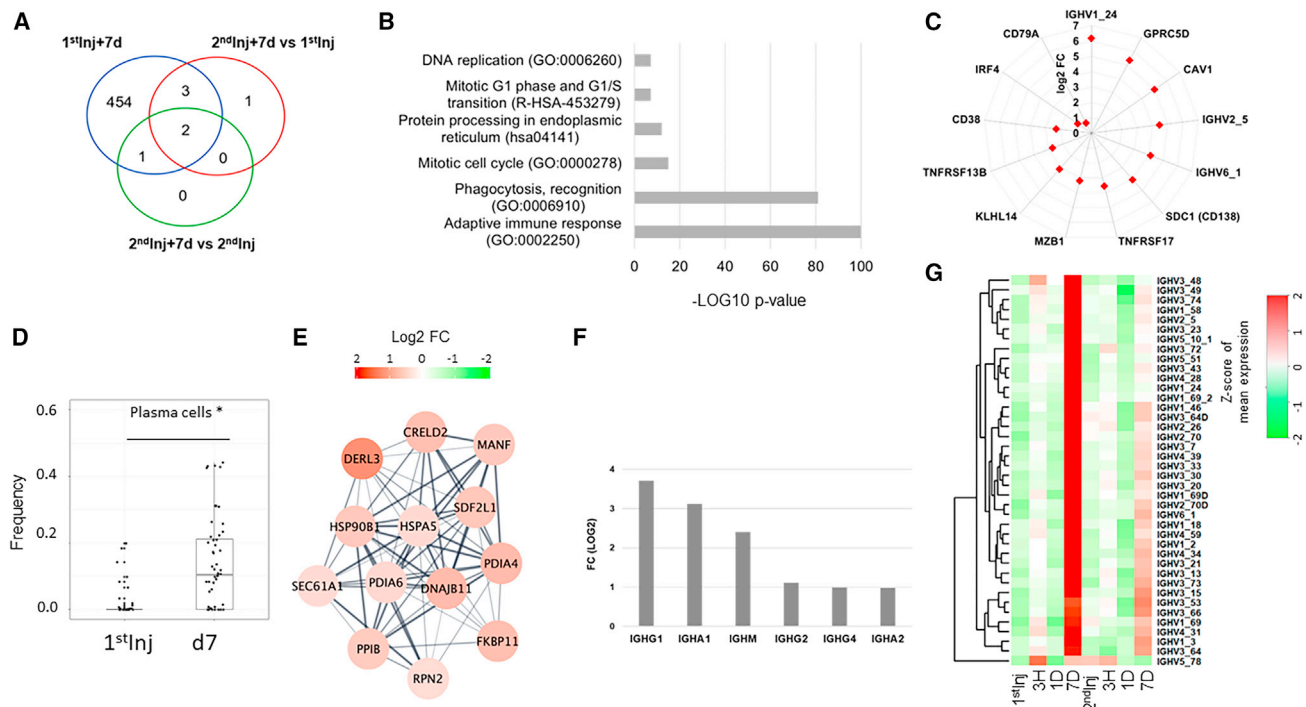 A
1stInj+7d
2ndInj+7d vs 1stInj
454
3
1
2
1
0
0
2ndInj+7d vs 2ndInj
B
DNA replication (GO:0006260)
Mitotic G1 phase and G1/S
transition (R-HSA-453279)
Protein processing in endoplasmic
reticulum (hsa04141)
Mitotic cell cycle (GO:0000278)
Phagocytosis, recognition
(GO:0006910)
Adaptive immune response
(GO:0002250)
0 20 40 60 80 100
-LOG10 p-value
C
IGHV1_24
GPRC5D
CAV1
IGHV2_5
IGHV6_1
SDC1 (CD138)
TNFRSF17
MZB1
KLHL14
TNFRSF13B
CD38
IRF4
CD79A
7
6
5
4
3
2
1
0
log2 FC
D
Plasma cells *
0.6
0.4
0.2
0.0
Frequency
1stInj d7
E
Log2 FC
2 1 0 -1 -2
CRELD2
MANF
DERL3
SDF2L1
HSP90B1
HSPA5
PDIA4
SEC61A1
PDIA6
DNAJB11
PPIB
FKBP11
RPN2
F
4
3
2
1
0
FC (LOG2)
IGHG1 IGHA1 IGHM IGHG2 IGHG4 IGHA2
G
IGHV3_48
IGHV3_49
IGHV3_74
IGHV1_58
IGHV2_5
IGHV3_23
IGHV5_10_1
IGHV3_72
IGHV5_51
IGHV3_43
IGHV4_28
IGHV1_24
IGHV1_69_2
IGHV1_46
IGHV3_64D
IGHV2_26
IGHV2_70
IGHV3_7
IGHV4_39
IGHV3_33
IGHV3_30
IGHV3_20
IGHV1_69D
IGHV2_70D
IGHV6_1
IGHV1_18
IGHV4_59
IGHV1_2
IGHV4_34
IGHV3_21
IGHV3_13
IGHV3_73
IGHV3_15
IGHV3_53
IGHV3_66
IGHV1_69
IGHV4_31
IGHV1_3
IGHV3_64
IGHV5_78
1stInj 3H 1D 7D 2ndInj 3H 1D 7D
Z-score of
mean expression
2
1
0
-1
-2